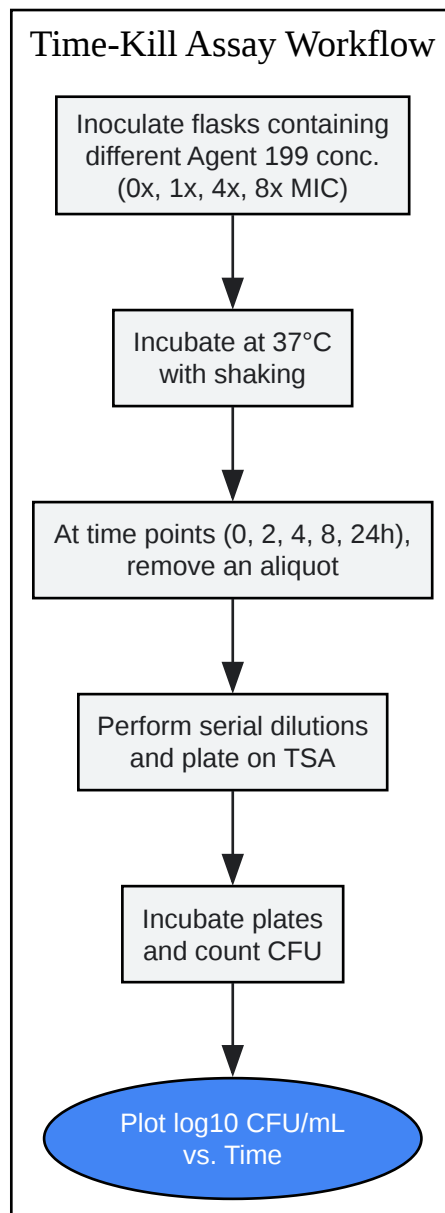 Time-Kill Assay Workflow
Inoculate flasks containing
different Agent 199 conc.
(0x, 1x, 4x, 8x MIC)
Incubate at 37°C
with shaking
At time points (0, 2, 4, 8, 24h),
remove an aliquot
Perform serial dilutions
and plate on TSA
Incubate plates
and count CFU
Plot log10 CFU/mL
vs. Time